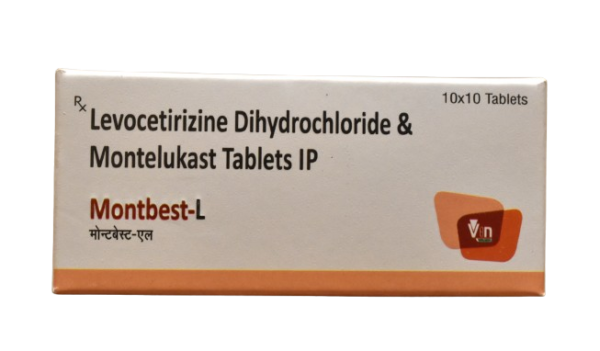 Rx
10x10 Tablets
Levocetirizine Dihydrochloride &
Montelukast Tablets IP
Montbest-L
मोन्टबेस्ट-एल